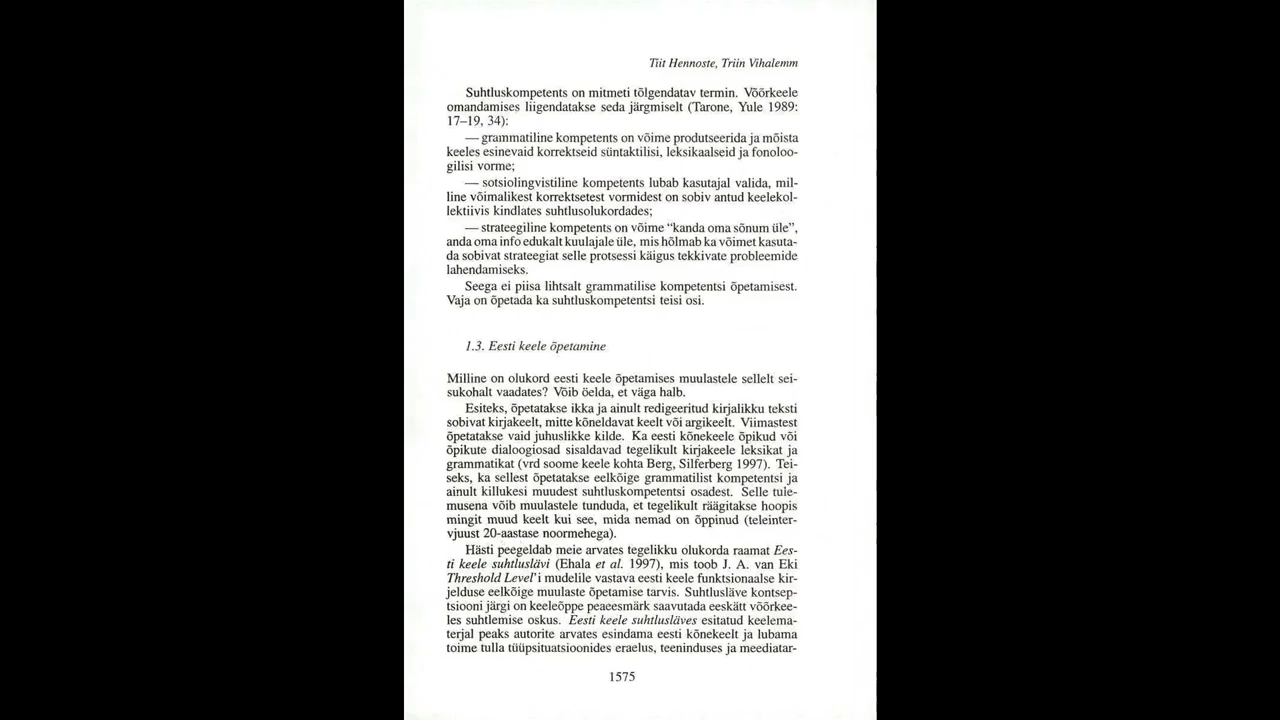 Tiit Hennoste, Triin Vihalemm
Suhtluskompetents on mitmeti tõlgendatav termin. Võõrkeele
omandamises liigendatakse seda järgmiselt (Tarone, Yule 1989:
17–19, 34):
— grammatiline kompetents on võime produtseerida ja mõista
keeles esinevaid korrektseid süntaktilisi, leksikaalseid ja fonoloo-
gilisi vorme;
— sotsiolingvistiline kompetents lubab kasutajal valida, mil-
line võimalikest korrektsetest vormidest on sobiv antud keelekol-
lektiivis kindlates suhtlusolukordades;
— strateegiline kompetents on võime “kanda oma sõnum üle”,
anda oma info edukalt kuulajale üle, mis hõlmab ka võimet kasuta-
da sobivat strateegiat selle protsessi käigus tekkivate probleemide
lahendamiseks.
Seega ei piisa lihtsalt grammatilise kompetentsi õpetamisest.
Vaja on õpetada ka suhtluskompetentsi teisi osi.
1.3. Eesti keele õpetamine
Milline on olukord eesti keele õpetamises muulastele sellelt sei-
sukohalt vaadates? Võib öelda, et väga halb.
Esiteks, õpetatakse ikka ja ainult redigeeritud kirjalikku teksti
sobivat kirjakeelt, mitte kõneldavat keelt või argikeelt. Viimastest
õpetatakse vaid juhuslikke kilde. Ka eesti kõnekeele õpikud või
õpikute dialoogiosad sisaldavad tegelikult kirjakeele leksikat ja
grammatikat (vrd soome keele kohta Berg, Silferberg 1997). Tei-
seks, ka sellest õpetatakse eelkõige grammatilist kompetentsi ja
ainult killukesi muudest suhtluskompetentsi osadest. Selle tule-
musena võib muulastele tunduda, et tegelikult räägitakse hoopis
mingit muud keelt kui see, mida nemad on õppinud (teleinter-
vjuust 20-aastase noormehega).
Hästi peegeldab meie arvates tegelikku olukorda raamat Ees-
ti keele suhtluslävi (Ehala et al. 1997), mis toob J. A. van Eki
Threshold Level'i mudelile vastava eesti keele funktsionaalse kir-
jelduse eelkõige muulaste õpetamise tarvis. Suhtlusläve kontsep-
tsiooni järgi on keeleõppe peaeesmärk saavutada eeskätt võõrkee-
les suhtlemise oskus. Eesti keele suhtlusläves esitatud keelema-
terjal peaks autorite arvates esindama eesti kõnekeelt ja lubama
toime tulla tüüpsituatsioonides eraelus, teeninduses ja meediatar-
1575